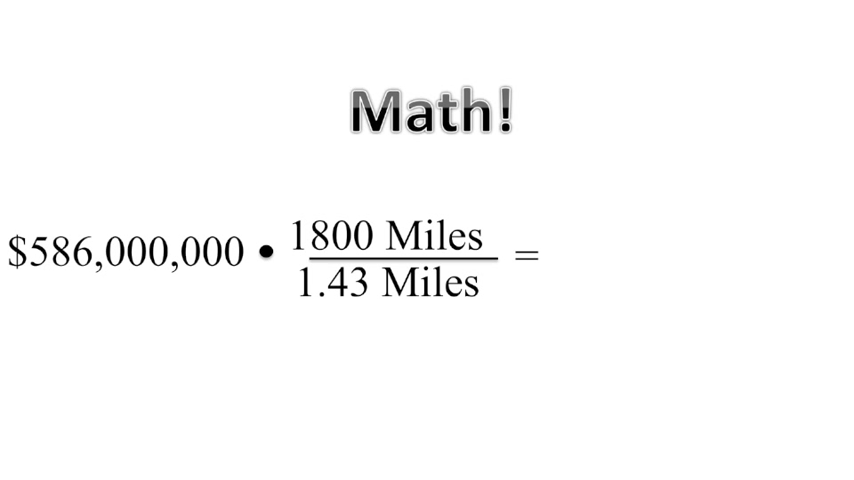 Math!
$586,000,000 • 1800 Miles
1.43 Miles =